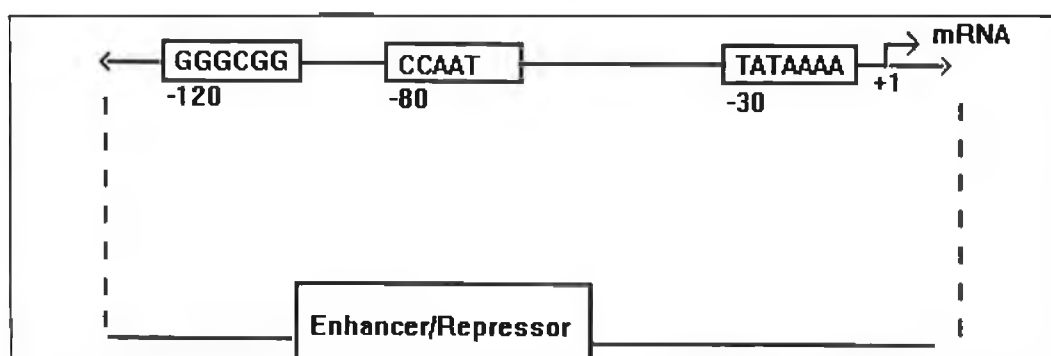 mRNA
GGGCGG CCAAT TATAAAA
-120 -80 -30 +1
Enhancer/Repressor